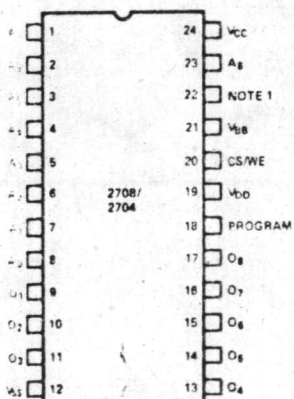 1 24 VCC
2 23 A8
3 22 NOTE 1
4 21 VBB
5 20 CS/WE
6 19 VDD
7 18 PROGRAM
8 17 O8
O1 9 16 O7
O2 10 15 O6
O3 11 14 O5
VSS 12 13 O4
2708/
2704